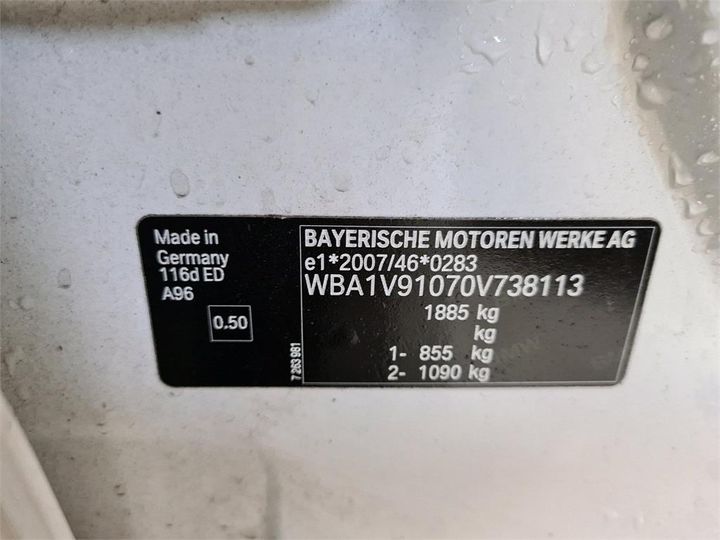 Made in
Germany
116d ED
A96
0.50
7 263 981
BAYERISCHE MOTOREN WERKE AG
e1*2007/46*0283
WBA1V91070V738113
1885 kg
kg
1- 855 kg
2- 1090 kg